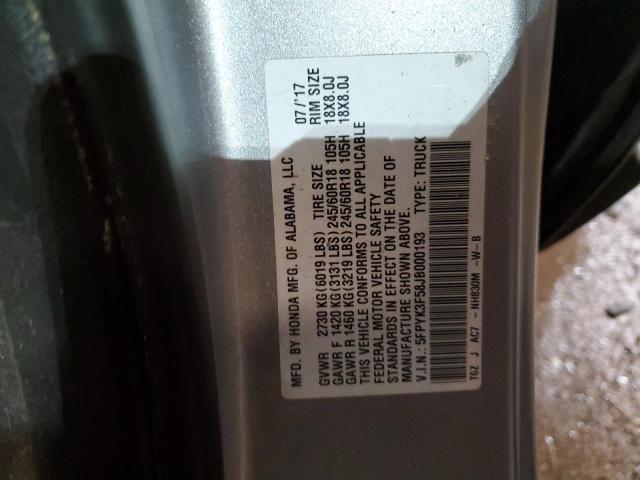 MFD. BY HONDA MFG. OF ALABAMA, LLC 07/'17
GVWR 2730 KG (6019 LBS) TIRE SIZE RIM SIZE
GAWR F 1420 KG (3131 LBS) 245/60R18 105H 18X8.0J
GAWR R 1460 KG (3219 LBS) 245/60R18 105H 18X8.0J
THIS VEHICLE CONFORMS TO ALL APPLICABLE
FEDERAL MOTOR VEHICLE SAFETY
STANDARDS IN EFFECT ON THE DATE OF
MANUFACTURE SHOWN ABOVE.
V.I.N.: 5FPYK3F58JB000193 TYPE: TRUCK
T6Z J AC7 - NH830M -W-B